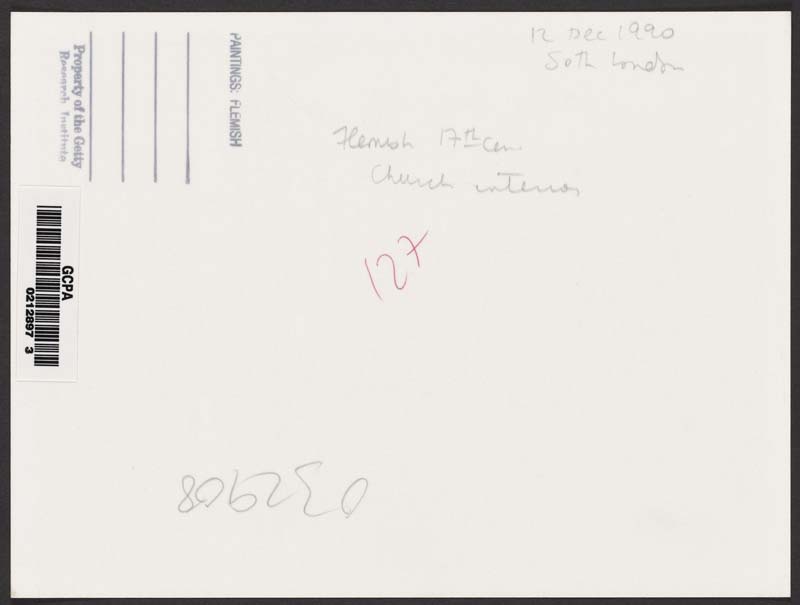 12 Dec 1990
Soth London
PAINTINGS: FLEMISH
Property of the Getty
Research Institute
Flemish 17th Cen.
Church interior
127
GCPA
0212897 3